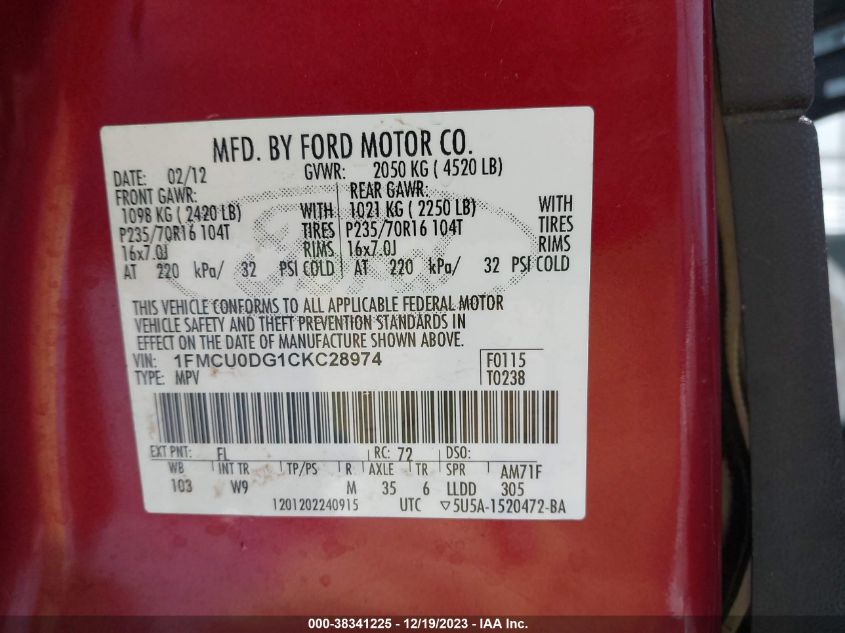 MFD. BY FORD MOTOR CO.
DATE: 02/12 GVWR: 2050 KG ( 4520 LB)
FRONT GAWR: REAR GAWR:
1098 KG ( 2420 LB) WITH 1021 KG ( 2250 LB) WITH
P235/70R16 104T TIRES P235/70R16 104T TIRES
16x7.0J RIMS 16x7.0J RIMS
AT 220 kPa/ 32 PSI COLD AT 220 kPa/ 32 PSI COLD
Ford
THIS VEHICLE CONFORMS TO ALL APPLICABLE FEDERAL MOTOR
VEHICLE SAFETY AND THEFT PREVENTION STANDARDS IN
EFFECT ON THE DATE OF MANUFACTURE SHOWN ABOVE.
VIN: 1FMCU0DG1CKC28974 F0115
TYPE: MPV T0238
EXT PNT: FL RC: 72 DSO:
WB INT TR TP/PS R AXLE TR SPR AM71F
103 W9 M 35 6 LLDD 305
1201202240915 UTC ▽5U5A-1520472-BA
000-38341225 - 12/19/2023 - U.S.A. - IAAI INC.